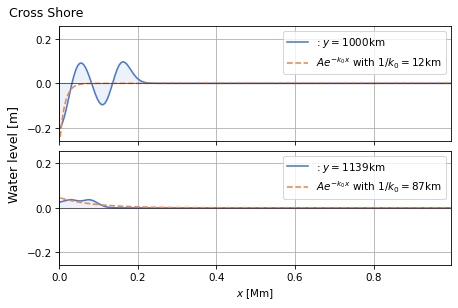 Cross Shore
Water level [m]
0.2
0.0
−0.2
: y = 1000km
Ae^{−k₀x} with 1/k₀ = 12km
0.2
0.0
−0.2
: y = 1139km
Ae^{−k₀x} with 1/k₀ = 87km
0.0 0.2 0.4 0.6 0.8
x [Mm]